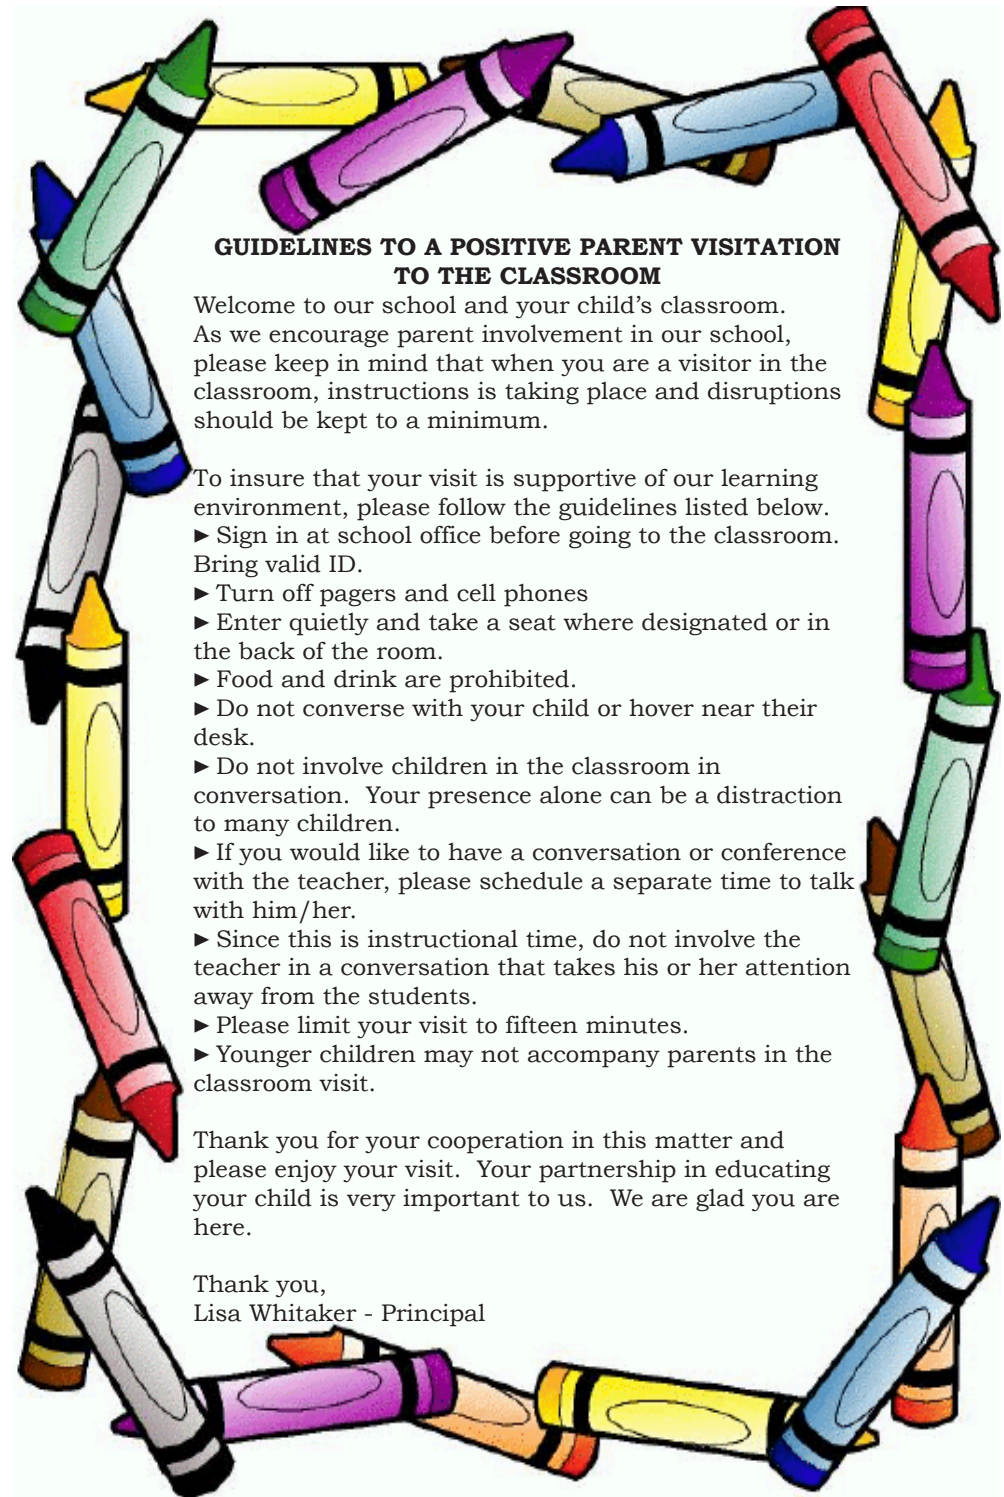 GUIDELINES TO A POSITIVE PARENT VISITATION
TO THE CLASSROOM
Welcome to our school and your child’s classroom.
As we encourage parent involvement in our school,
please keep in mind that when you are a visitor in the
classroom, instructions is taking place and disruptions
should be kept to a minimum.
To insure that your visit is supportive of our learning
environment, please follow the guidelines listed below.
►Sign in at school office before going to the classroom.
Bring valid ID.
►Turn off pagers and cell phones
►Enter quietly and take a seat where designated or in
the back of the room.
►Food and drink are prohibited.
►Do not converse with your child or hover near their
desk.
►Do not involve children in the classroom in
conversation.  Your presence alone can be a distraction
to many children.
►If you would like to have a conversation or conference
with the teacher, please schedule a separate time to talk
with him/her.
►Since this is instructional time, do not involve the
teacher in a conversation that takes his or her attention
away from the students.
►Please limit your visit to fifteen minutes.
►Younger children may not accompany parents in the
classroom visit.
Thank you for your cooperation in this matter and
please enjoy your visit.  Your partnership in educating
your child is very important to us.  We are glad you are
here.
Thank you,
Lisa Whitaker - Principal